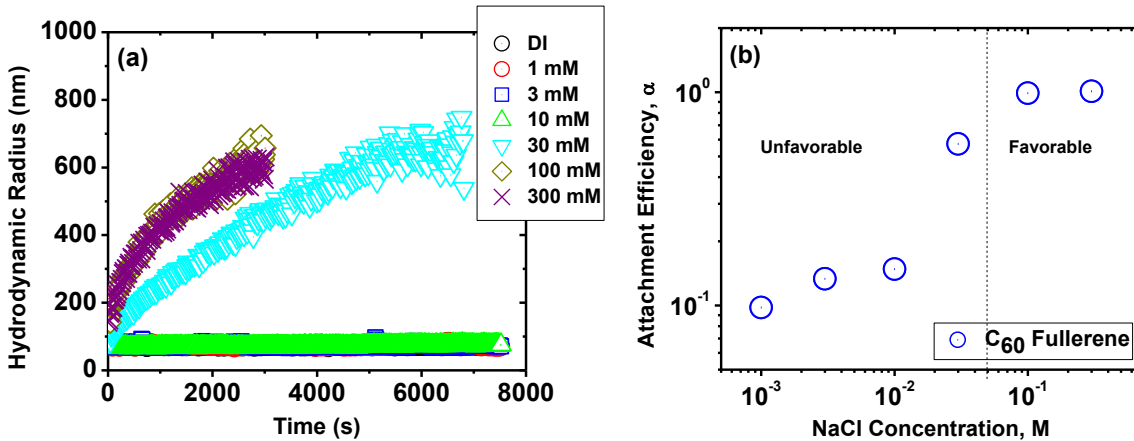 (a)
Hydrodynamic Radius (nm)
1000
800
600
400
200
0
0 2000 4000 6000 8000
Time (s)
DI
1 mM
3 mM
10 mM
30 mM
100 mM
300 mM
(b)
Attachment Efficiency, α
10⁰
10⁻¹
Unfavorable
Favorable
C₆₀ Fullerene
10⁻³ 10⁻² 10⁻¹
NaCl Concentration, M